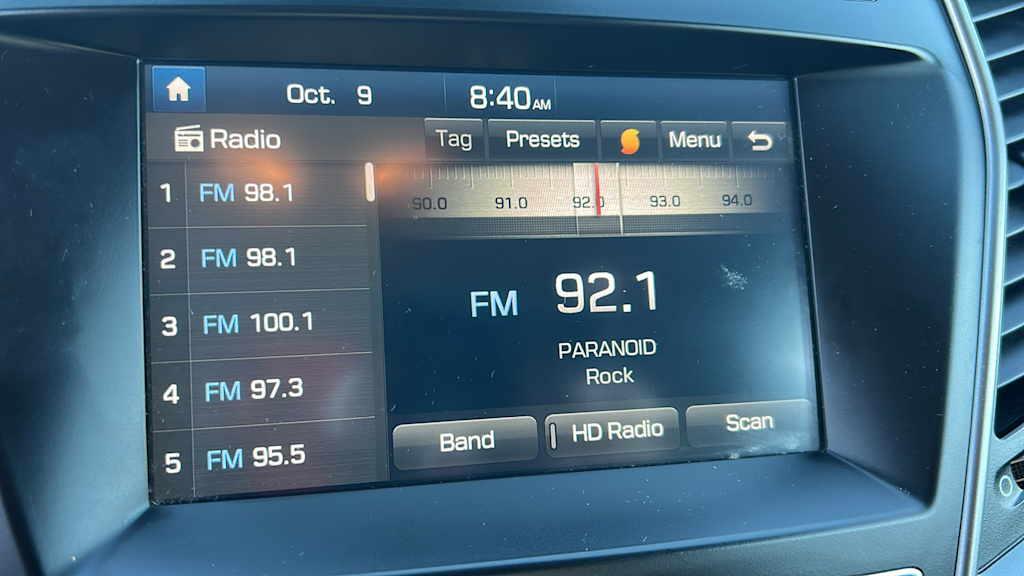 Oct. 9 8:40 AM
Radio Tag Presets Menu
1 FM 98.1
2 FM 98.1
3 FM 100.1
4 FM 97.3
5 FM 95.5
90.0 91.0 92.0 93.0 94.0
FM 92.1
PARANOID
Rock
Band HD Radio Scan